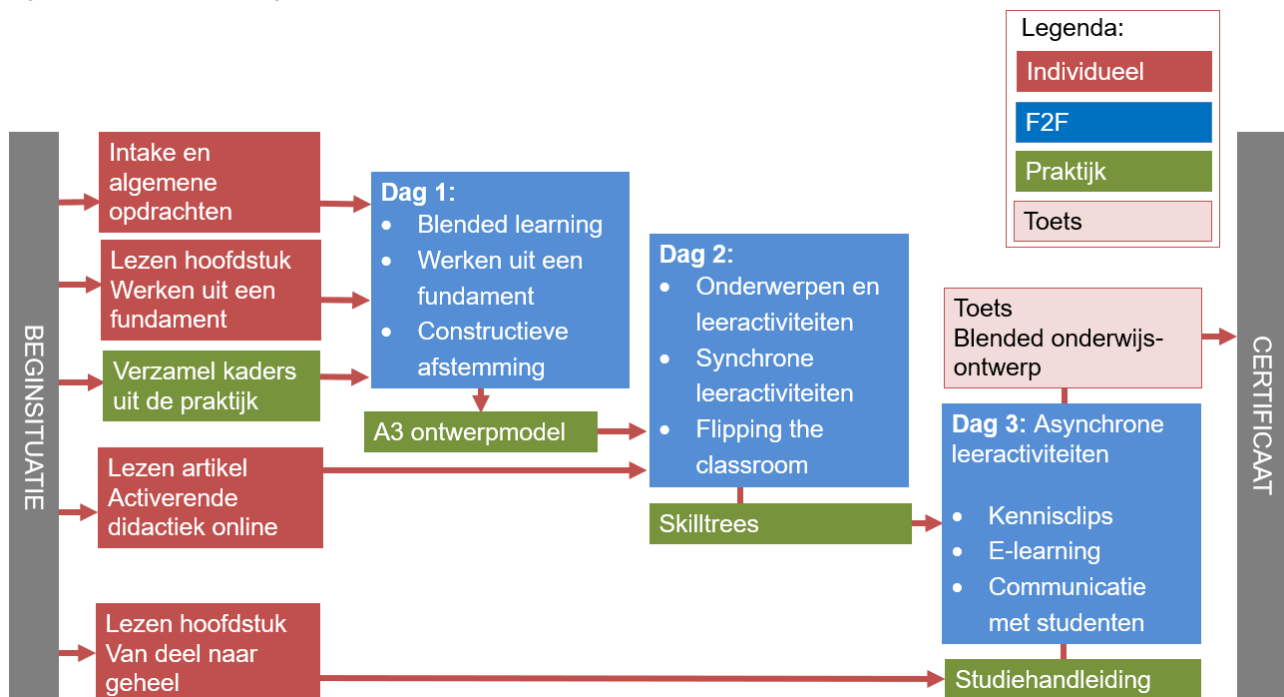 Legenda:
Individueel
F2F
Praktijk
Toets
BEGINSITUATIE
Intake en
algemene
opdrachten
Lezen hoofdstuk
Werken uit een
fundament
Verzamel kaders
uit de praktijk
Lezen artikel
Activerende
didactiek online
Lezen hoofdstuk
Van deel naar
geheel
Dag 1:
• Blended learning
• Werken uit een
fundament
• Constructieve
afstemming
A3 ontwerpmodel
Dag 2:
• Onderwerpen en
leeractiviteiten
• Synchrone
leeractiviteiten
• Flipping the
classroom
Skilltrees
Toets
Blended onderwijs-
ontwerp
Dag 3: Asynchrone
leeractiviteiten
• Kennisclips
• E-learning
• Communicatie
met studenten
Studiehandleiding
CERTIFICAAT